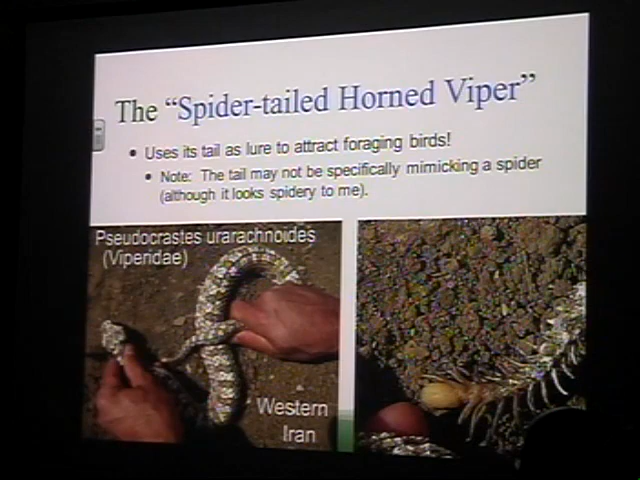 The “Spider-tailed Horned Viper”
• Uses its tail as lure to attract foraging birds!
• Note: The tail may not be specifically mimicking a spider
(although it looks spidery to me).
Pseudocrastes urarachnoides
(Viperidae)
Western
Iran